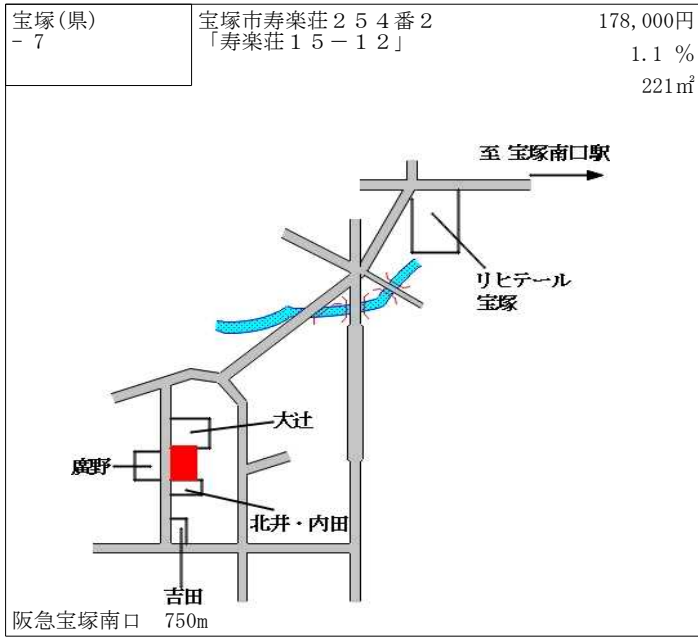 宝塚(県)
－７
宝塚市寿楽荘２５４番２
「寿楽荘１５－１２」
178,000円
1.1 %
221㎡
至 宝塚南口駅
リヒテール
宝塚
大辻
廣野
北井・内田
吉田
阪急宝塚南口　750m